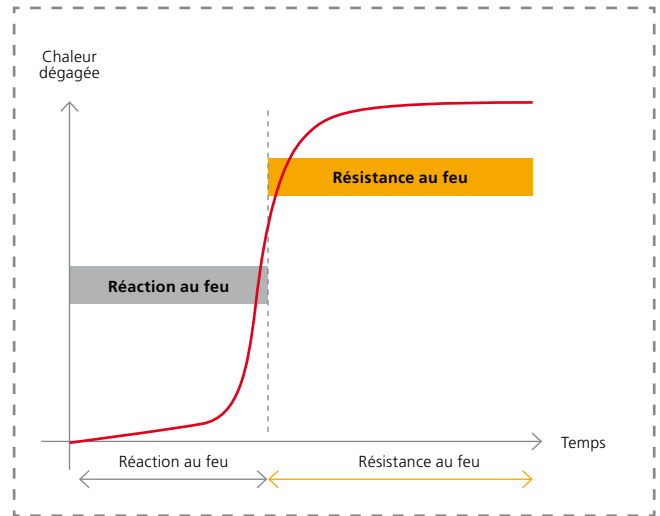 Chaleur
dégagée
Résistance au feu
Réaction au feu
Temps
Réaction au feu
Résistance au feu